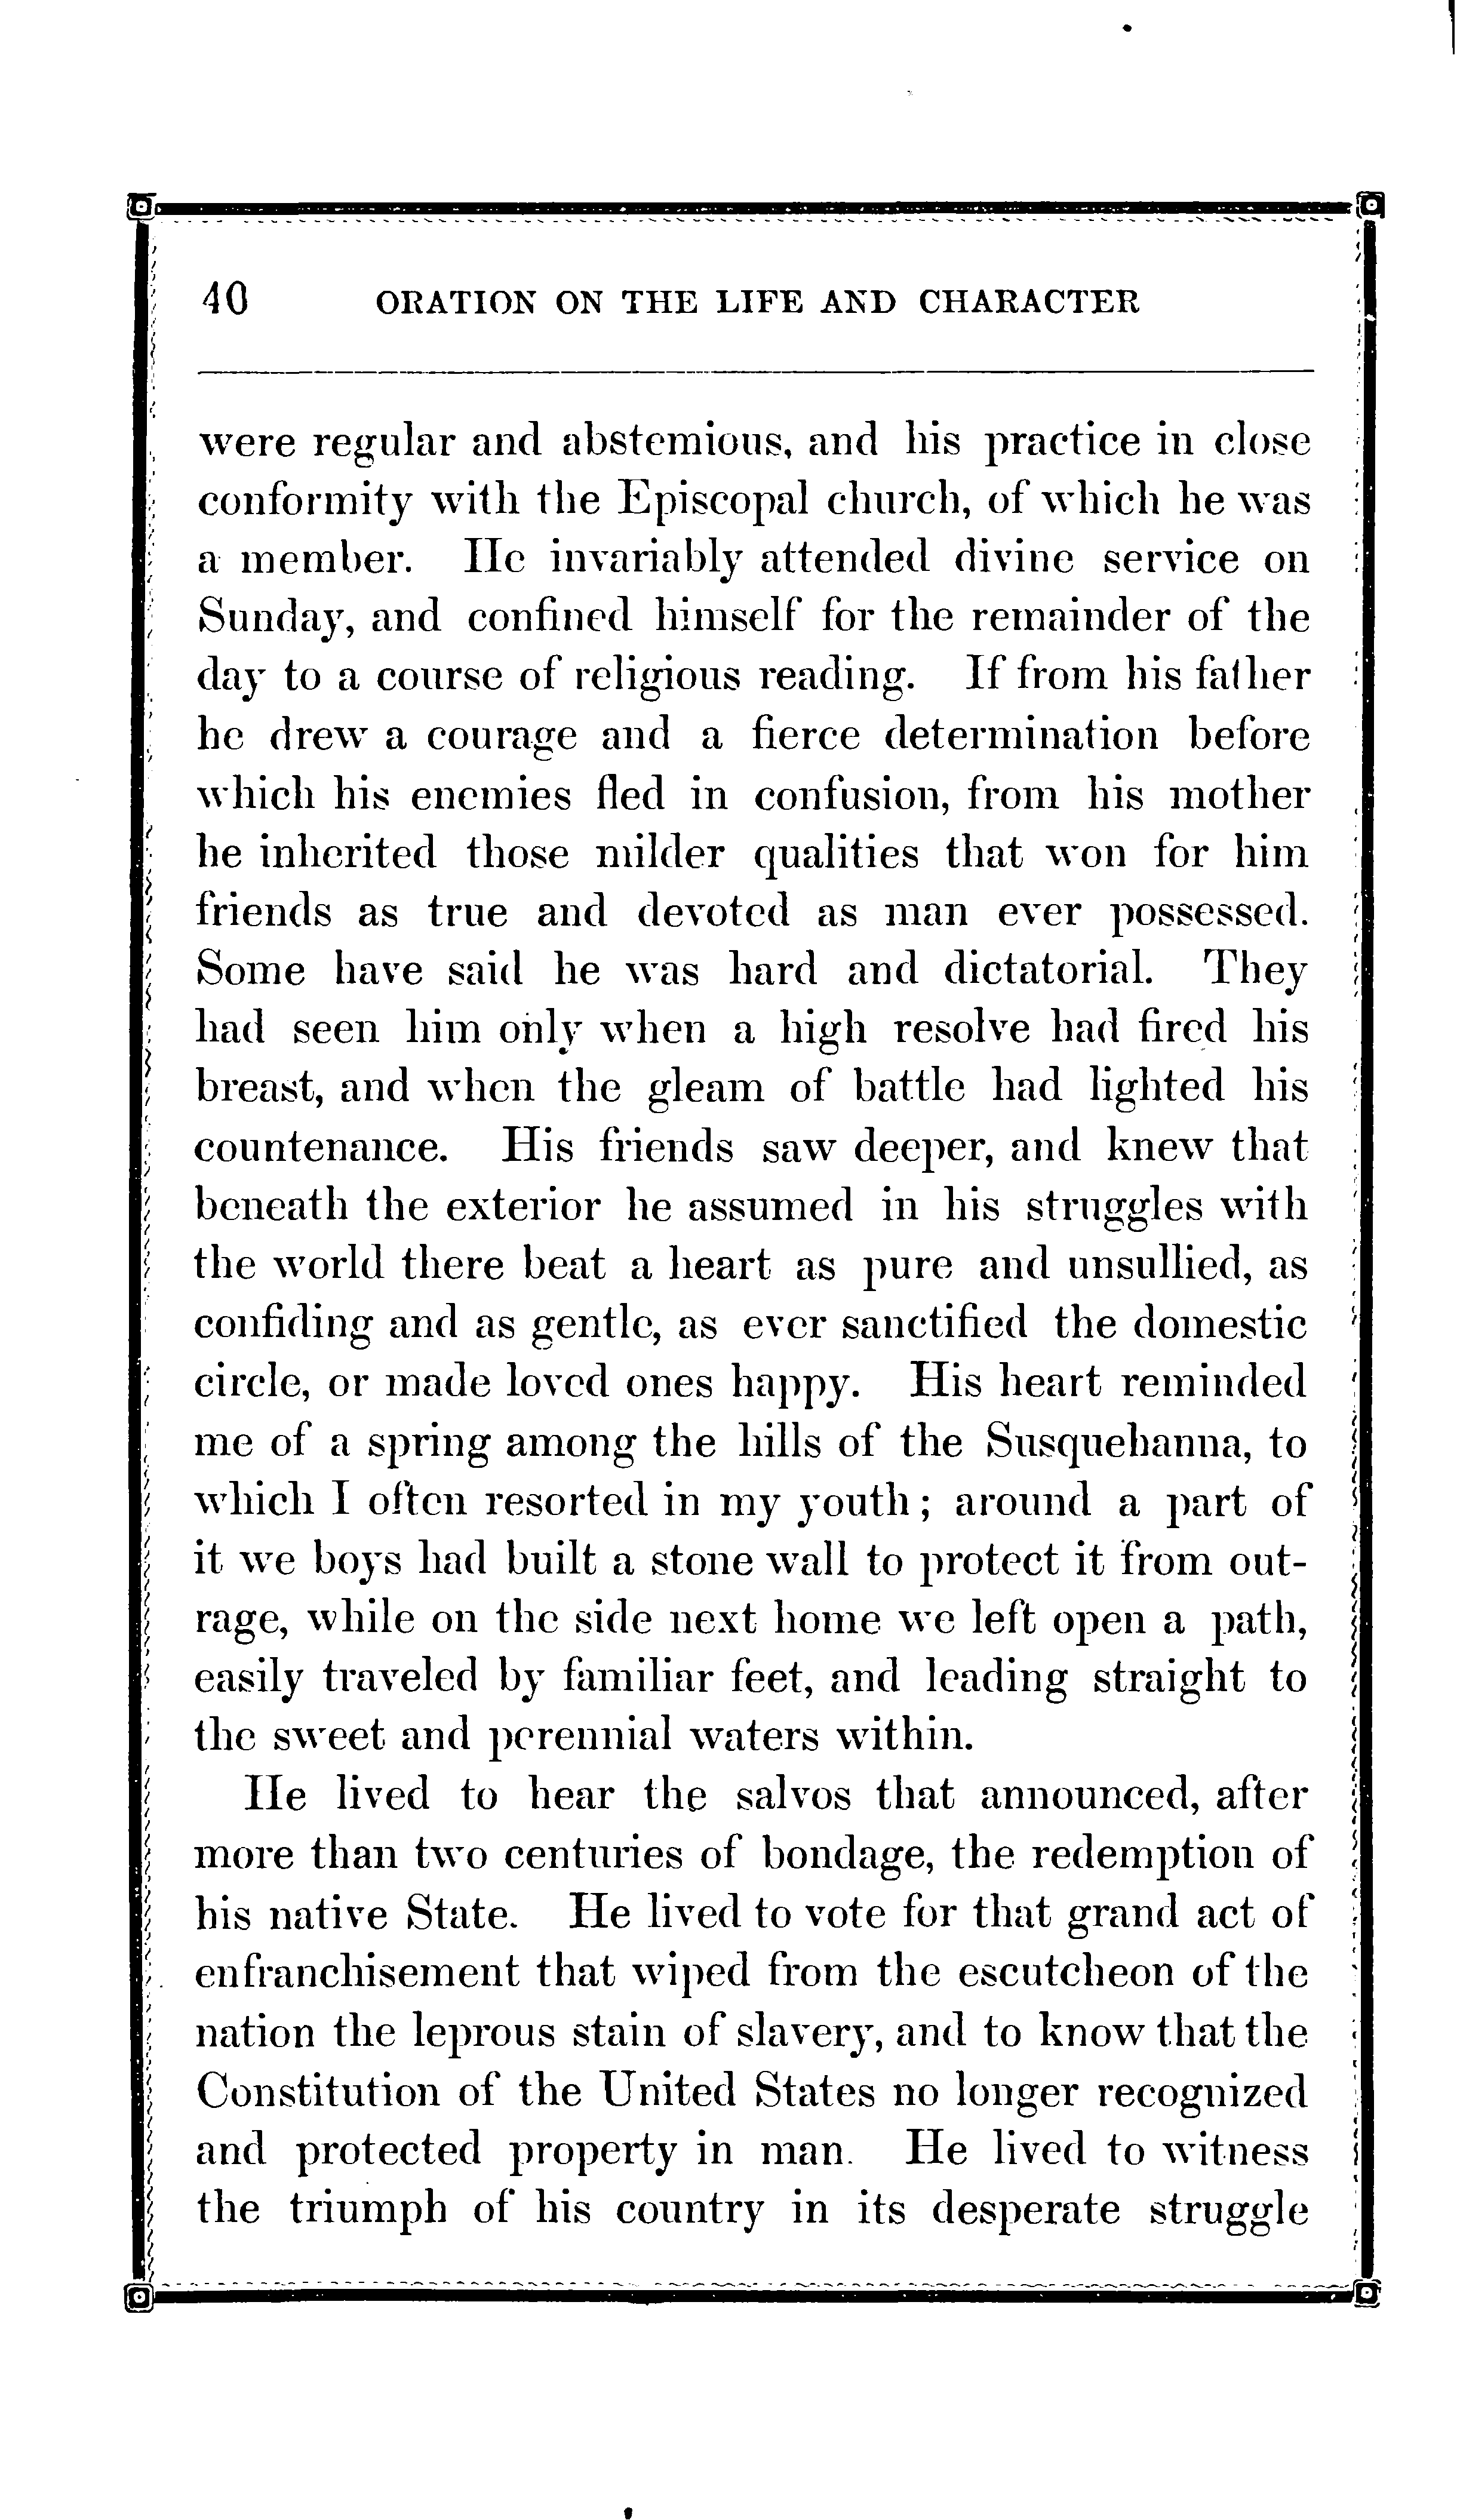 40 ORATION ON THE LIFE AND CHARACTER
were regular and abstemious, and his practice in close
conformity with the Episcopal church, of which he was
a member. He invariably attended divine service on
Sunday, and confined himself for the remainder of the
day to a course of religious reading. If from his father
he drew a courage and a fierce determination before
which his enemies fled in confusion, from his mother
he inherited those milder qualities that won for him
friends as true and devoted as man ever possessed.
Some have said he was hard and dictatorial. They
had seen him only when a high resolve had fired his
breast, and when the gleam of battle had lighted his
countenance. His friends saw deeper, and knew that
beneath the exterior he assumed in his struggles with
the world there beat a heart as pure and unsullied, as
confiding and as gentle, as ever sanctified the domestic
circle, or made loved ones happy. His heart reminded
me of a spring among the hills of the Susquehanna, to
which I often resorted in my youth; around a part of
it we boys had built a stone wall to protect it from out-
rage, while on the side next home we left open a path,
easily traveled by familiar feet, and leading straight to
the sweet and perennial waters within.
He lived to hear the salvos that announced, after
more than two centuries of bondage, the redemption of
his native State. He lived to vote for that grand act of
enfranchisement that wiped from the escutcheon of the
nation the leprous stain of slavery, and to know that the
Constitution of the United States no longer recognized
and protected property in man. He lived to witness
the triumph of his country in its desperate struggle